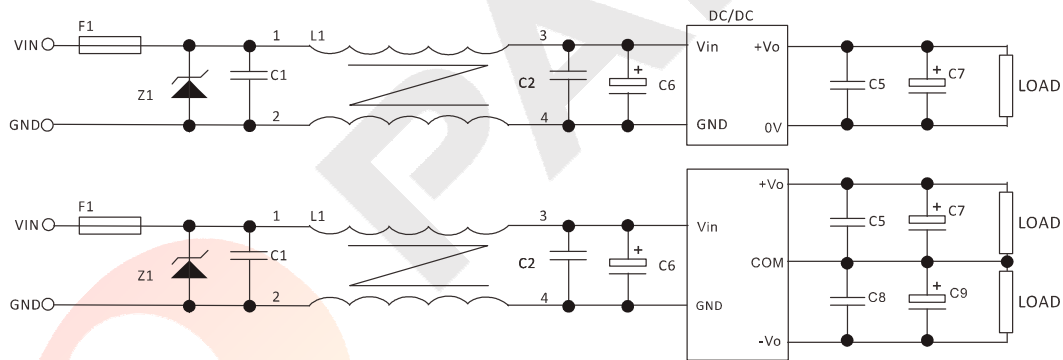 DC/DC
F1
VIN
1 L1 3
Vin +Vo
Z1 C1 C2 + C6 C5 + C7 LOAD
GND 2 4 GND 0V
F1
VIN
1 L1 3
Vin +Vo
C5 + C7 LOAD
Z1 C1 C2 + C6 COM
C8 + C9 LOAD
GND 2 4 GND
-Vo